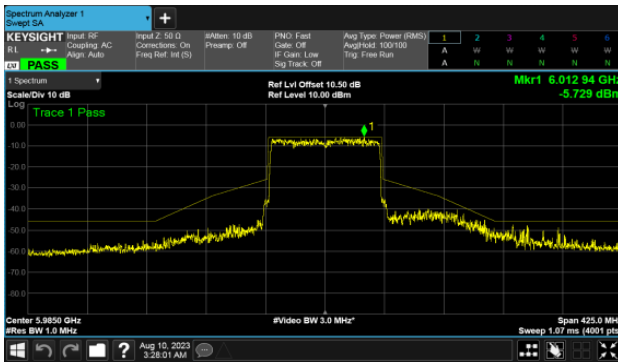 Spectrum Analyzer 1
Swept SA
+
KEYSIGHT Input: RF Input Z: 50 Ω #Atten: 10 dB PNO: Fast Avg Type: Power (RMS) 1 2 3 4 5 6
RL Coupling: AC Corrections: On Preamp: Off Gate: Off Avg|Hold: 100/100 A W W W W W
Align: Auto Freq Ref: Int (S) IF Gain: Low Trig: Free Run
LXI PASS Sig Track: Off A N N N N N
1 Spectrum Ref Lvl Offset 10.50 dB Mkr1 6.012 94 GHz
Scale/Div 10 dB Ref Level 10.00 dBm -5.729 dBm
Log
Trace 1 Pass
0.00
1
-10.0
-20.0
-30.0
-40.0
-50.0
-60.0
-70.0
-80.0
Center 5.9850 GHz #Video BW 3.0 MHz* Span 425.0 MHz
#Res BW 1.0 MHz Sweep 1.07 ms (4001 pts)
? Aug 10, 2023
3:28:01 AM